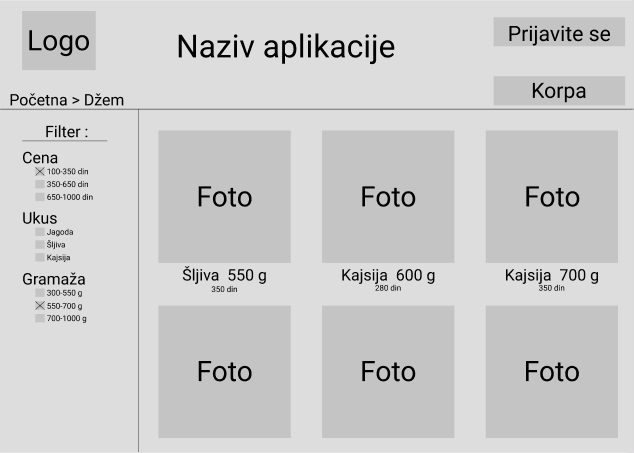 Logo
Naziv aplikacije
Prijavite se
Korpa
Početna > Džem
Filter :
Cena
100-350 din
350-650 din
650-1000 din
Ukus
Jagoda
Šljiva
Kajsija
Gramaža
300-550 g
550-700 g
700-1000 g
Foto Foto Foto
Šljiva 550 g Kajsija 600 g Kajsija 700 g
350 din 280 din 350 din
Foto Foto Foto